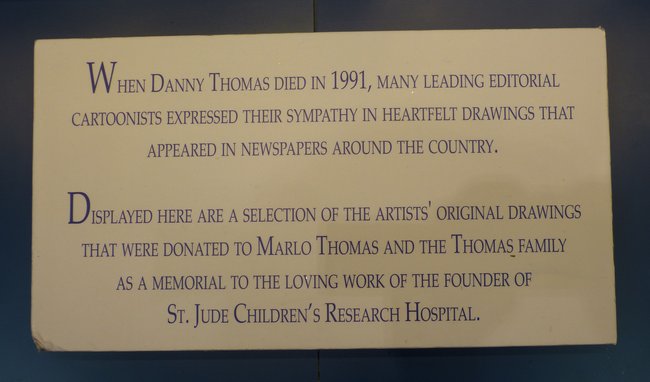 When Danny Thomas died in 1991, many leading editorial
cartoonists expressed their sympathy in heartfelt drawings that
appeared in newspapers around the country.
Displayed here are a selection of the artists' original drawings
that were donated to Marlo Thomas and the Thomas family
as a memorial to the loving work of the founder of
St. Jude Children's Research Hospital.